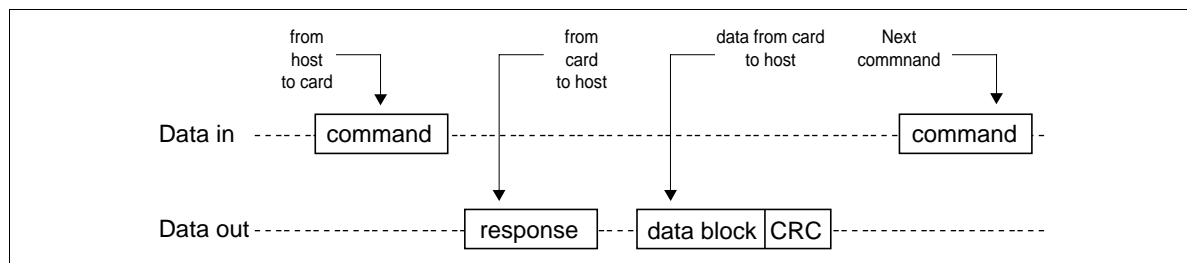 from host to card
from card to host
data from card to host
Next commnand
Data in
command
command
Data out
response
data block
CRC